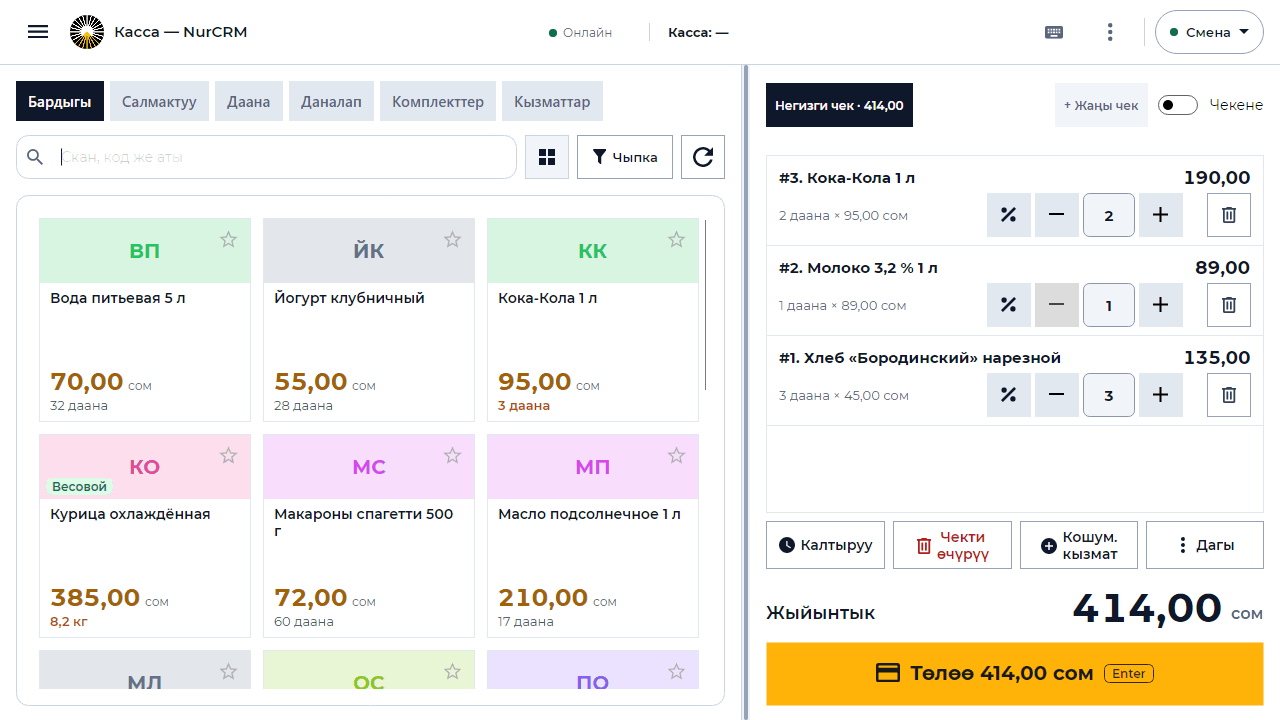 Касса — NurCRM
Онлайн
Касса: —
Смена
Бардыгы
Салмактуу
Даана
Даналап
Комплекттер
Кызматтар
Скан, код же аты
Чыпка
ВП
Вода питьевая 5 л
70,00 сом
32 даана
ЙК
Йогурт клубничный
55,00 сом
28 даана
КК
Кока-Кола 1 л
95,00 сом
3 даана
КО
Весовой
Курица охлаждённая
385,00 сом
8,2 кг
МС
Макароны спагетти 500
г
72,00 сом
60 даана
МП
Масло подсолнечное 1 л
210,00 сом
17 даана
МЛ
ОС
ПО
Негизги чек · 414,00
+ Жаңы чек
Чекене
#3. Кока-Кола 1 л
190,00
2 даана × 95,00 сом
2
#2. Молоко 3,2 % 1 л
89,00
1 даана × 89,00 сом
1
#1. Хлеб «Бородинский» нарезной
135,00
3 даана × 45,00 сом
3
Калтыруу
Чекти
өчүрүү
Кошум.
кызмат
Дагы
Жыйынтык
414,00 сом
Төлөө 414,00 сом
Enter